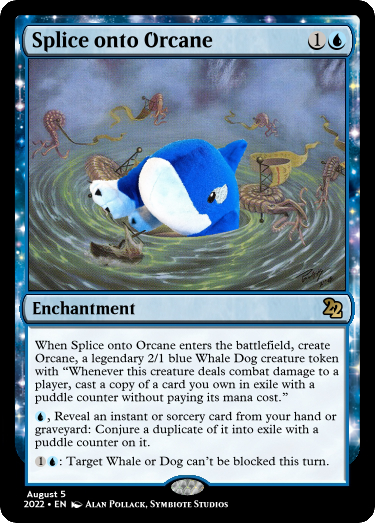 Splice onto Orcane 1
Enchantment
When Splice onto Orcane enters the battlefield, create
Orcane, a legendary 2/1 blue Whale Dog creature token
with “Whenever this creature deals combat damage to a
player, cast a copy of a card you own in exile with a
puddle counter without paying its mana cost.”
, Reveal an instant or sorcery card from your hand or
graveyard: Conjure a duplicate of it into exile with a
puddle counter on it.
1 : Target Whale or Dog can’t be blocked this turn.
August 5
2022 • EN ALAN POLLACK, SYMBIOTE STUDIOS